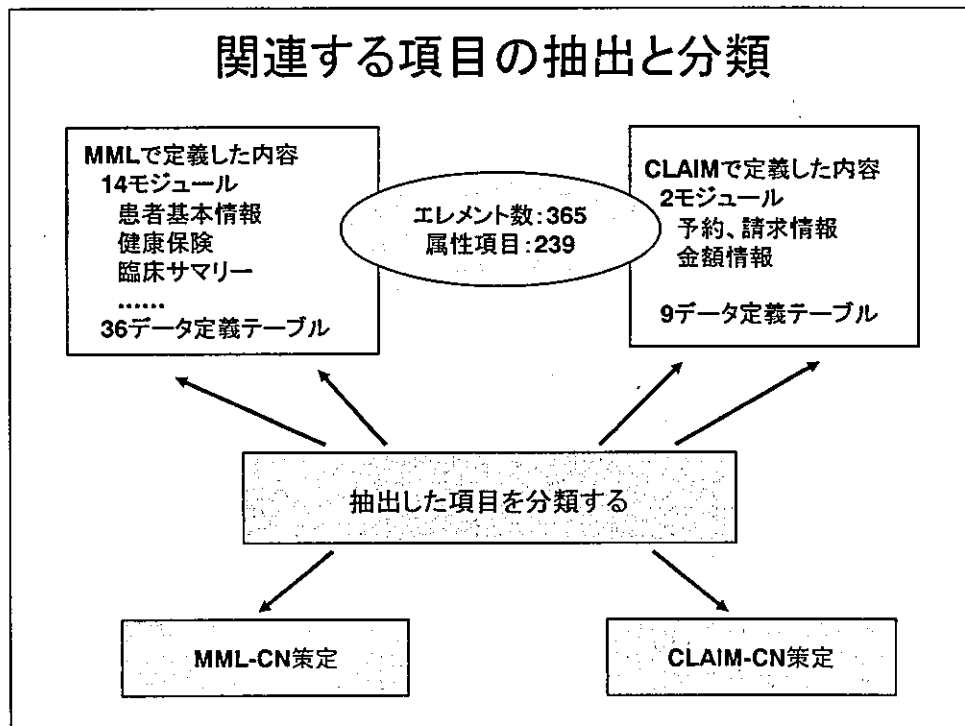 関連する項目の抽出と分類
MMLで定義した内容
14モジュール
患者基本情報
健康保険
臨床サマリー
……
36データ定義テーブル
エレメント数:365
属性項目:239
CLAIMで定義した内容
2モジュール
予約、請求情報
金額情報
9データ定義テーブル
抽出した項目を分類する
MML-CN策定
CLAIM-CN策定